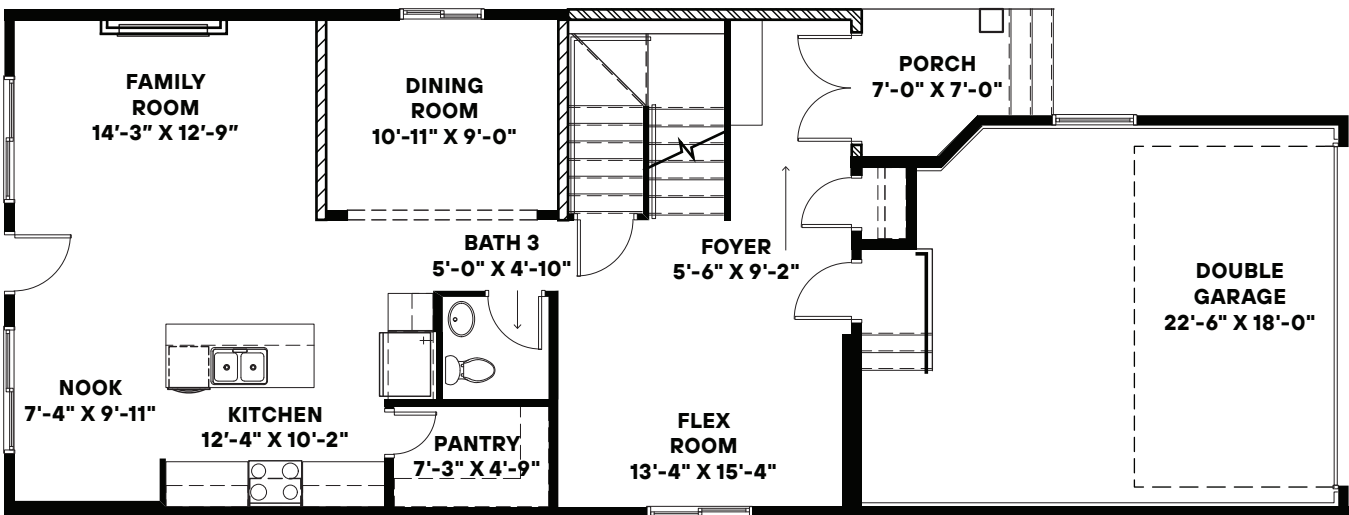 FAMILY
ROOM
14'-3" X 12'-9"
DINING
ROOM
10'-11" X 9'-0"
PORCH
7'-0" X 7'-0"
BATH 3
5'-0" X 4'-10"
FOYER
5'-6" X 9'-2"
DOUBLE
GARAGE
22'-6" X 18'-0"
NOOK
7'-4" X 9'-11"
KITCHEN
12'-4" X 10'-2"
PANTRY
7'-3" X 4'-9"
FLEX
ROOM
13'-4" X 15'-4"